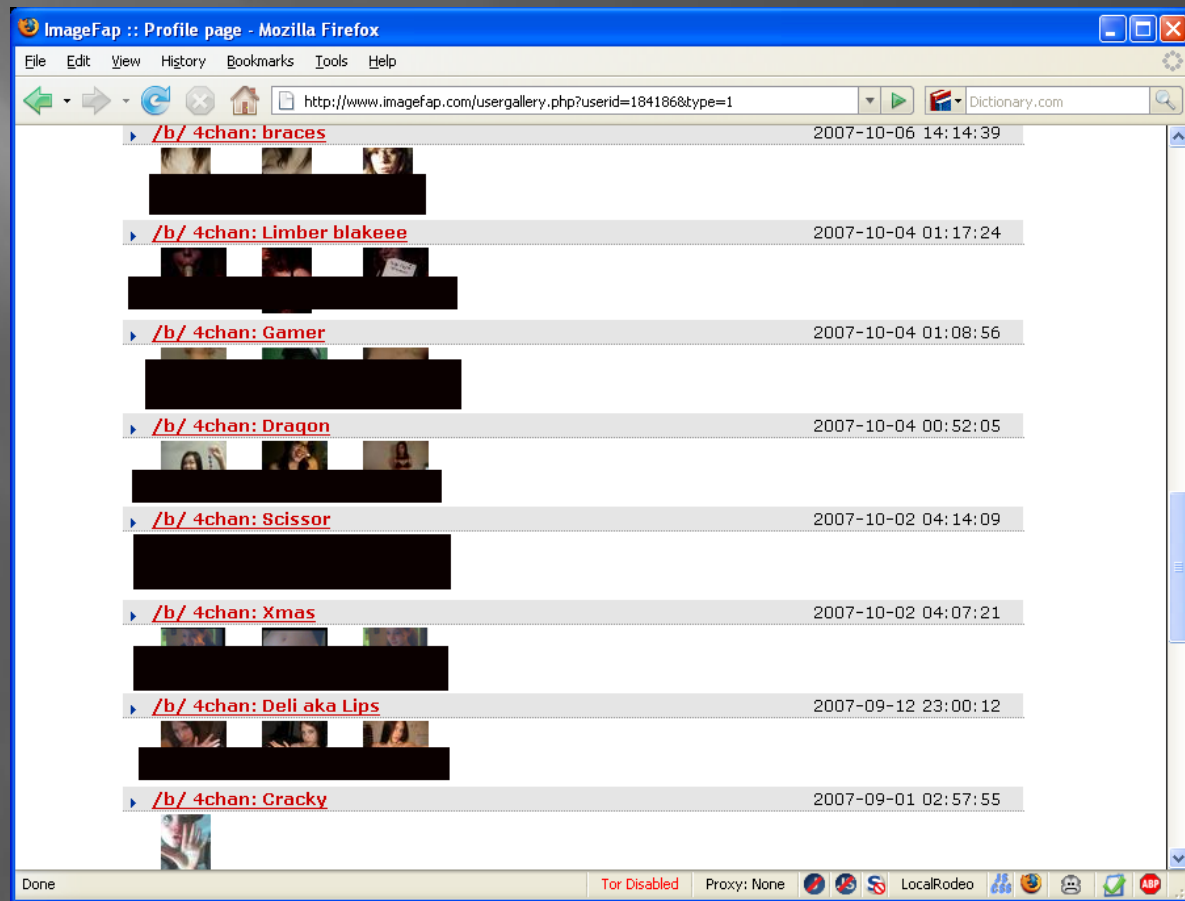 ImageFap :: Profile page - Mozilla Firefox
File Edit View History Bookmarks Tools Help
http://www.imagefap.com/usergallery.php?userid=184186&type=1 Dictionary.com
/b/ 4chan: braces 2007-10-06 14:14:39
/b/ 4chan: Limber blakeee 2007-10-04 01:17:24
/b/ 4chan: Gamer 2007-10-04 01:08:56
/b/ 4chan: Dragon 2007-10-04 00:52:05
/b/ 4chan: Scissor 2007-10-02 04:14:09
/b/ 4chan: Xmas 2007-10-02 04:07:21
/b/ 4chan: Deli aka Lips 2007-09-12 23:00:12
/b/ 4chan: Cracky 2007-09-01 02:57:55
Done Tor Disabled Proxy: None LocalRodeo CSS ABP